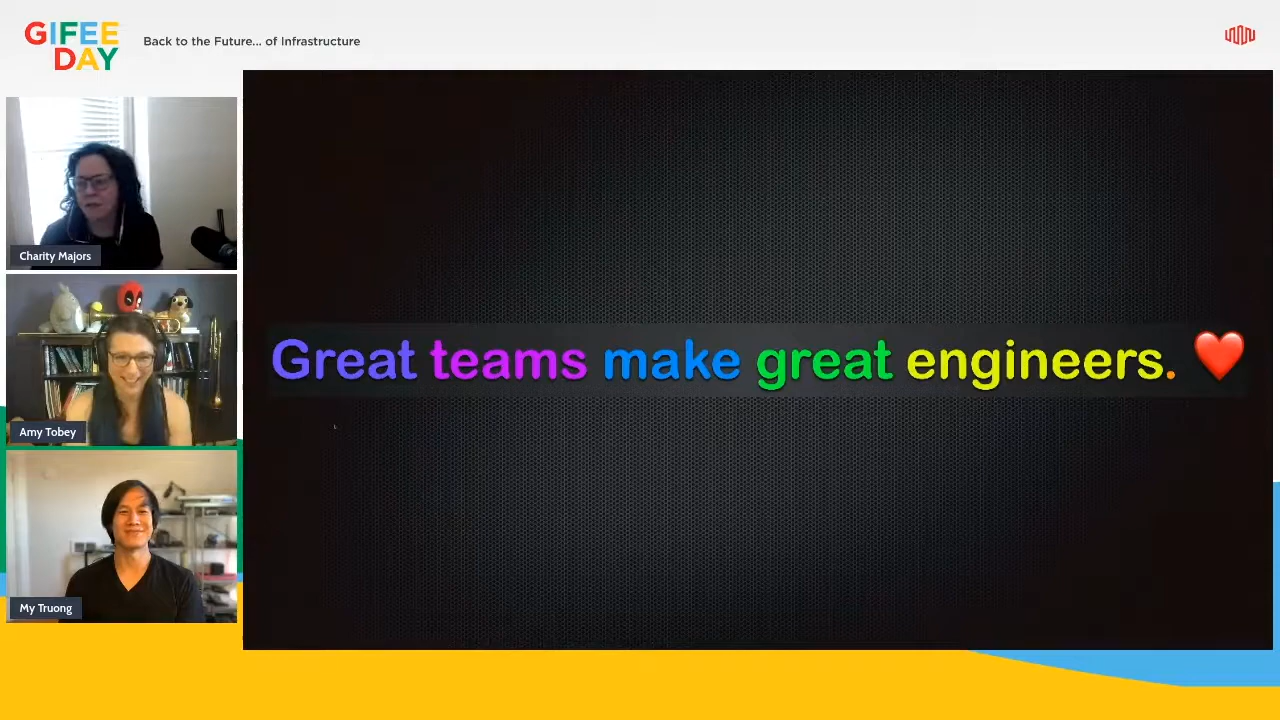 GIFEE
DAY
Back to the Future... of Infrastructure
Charity Majors
Amy Tobey
My Truong
Great teams make great engineers. ❤️